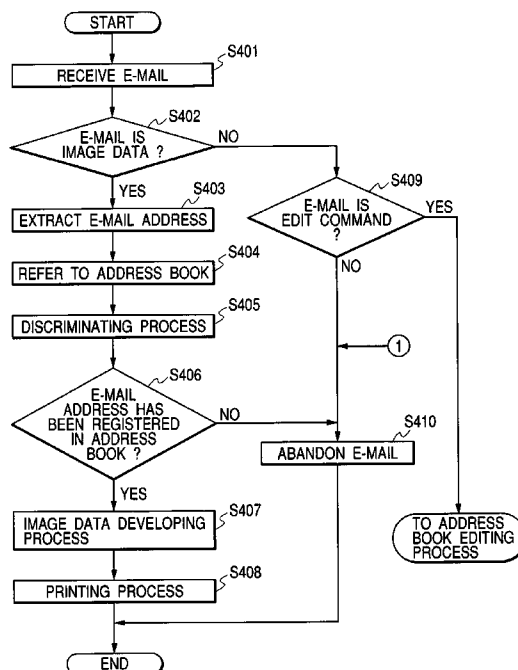 START
S401
RECEIVE E-MAIL
S402
E-MAIL IS
IMAGE DATA ?
NO
YES
S403
EXTRACT E-MAIL ADDRESS
S409
E-MAIL IS
EDIT COMMAND
?
YES
NO
S404
REFER TO ADDRESS BOOK
S405
DISCRIMINATING PROCESS
1
S406
E-MAIL
ADDRESS HAS
BEEN REGISTERED
IN ADDRESS
BOOK ?
NO
YES
S410
ABANDON E-MAIL
S407
IMAGE DATA DEVELOPING
PROCESS
TO ADDRESS
BOOK EDITING
PROCESS
S408
PRINTING PROCESS
END